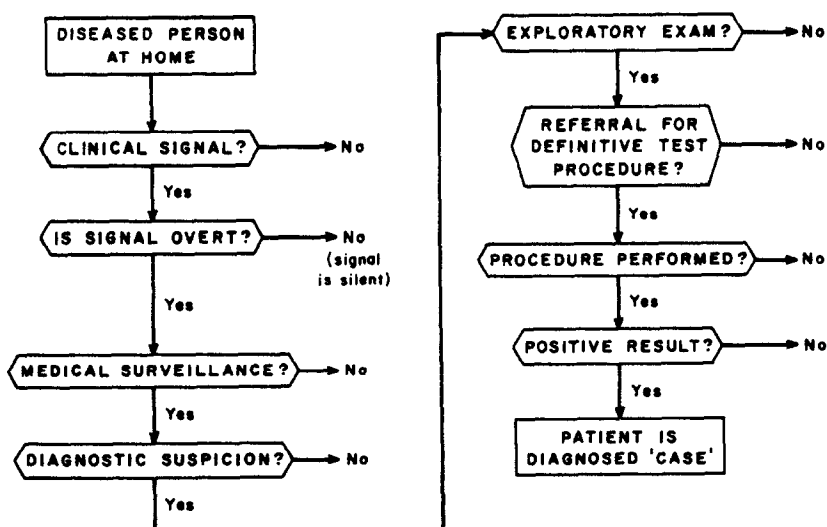 DISEASED PERSON
AT HOME
CLINICAL SIGNAL?
No
Yes
IS SIGNAL OVERT?
No
(signal
is silent)
Yes
MEDICAL SURVEILLANCE?
No
Yes
DIAGNOSTIC SUSPICION?
No
Yes
EXPLORATORY EXAM?
No
Yes
REFERRAL FOR
DEFINITIVE TEST
PROCEDURE?
No
Yes
PROCEDURE PERFORMED?
No
Yes
POSITIVE RESULT?
No
Yes
PATIENT IS
DIAGNOSED 'CASE'